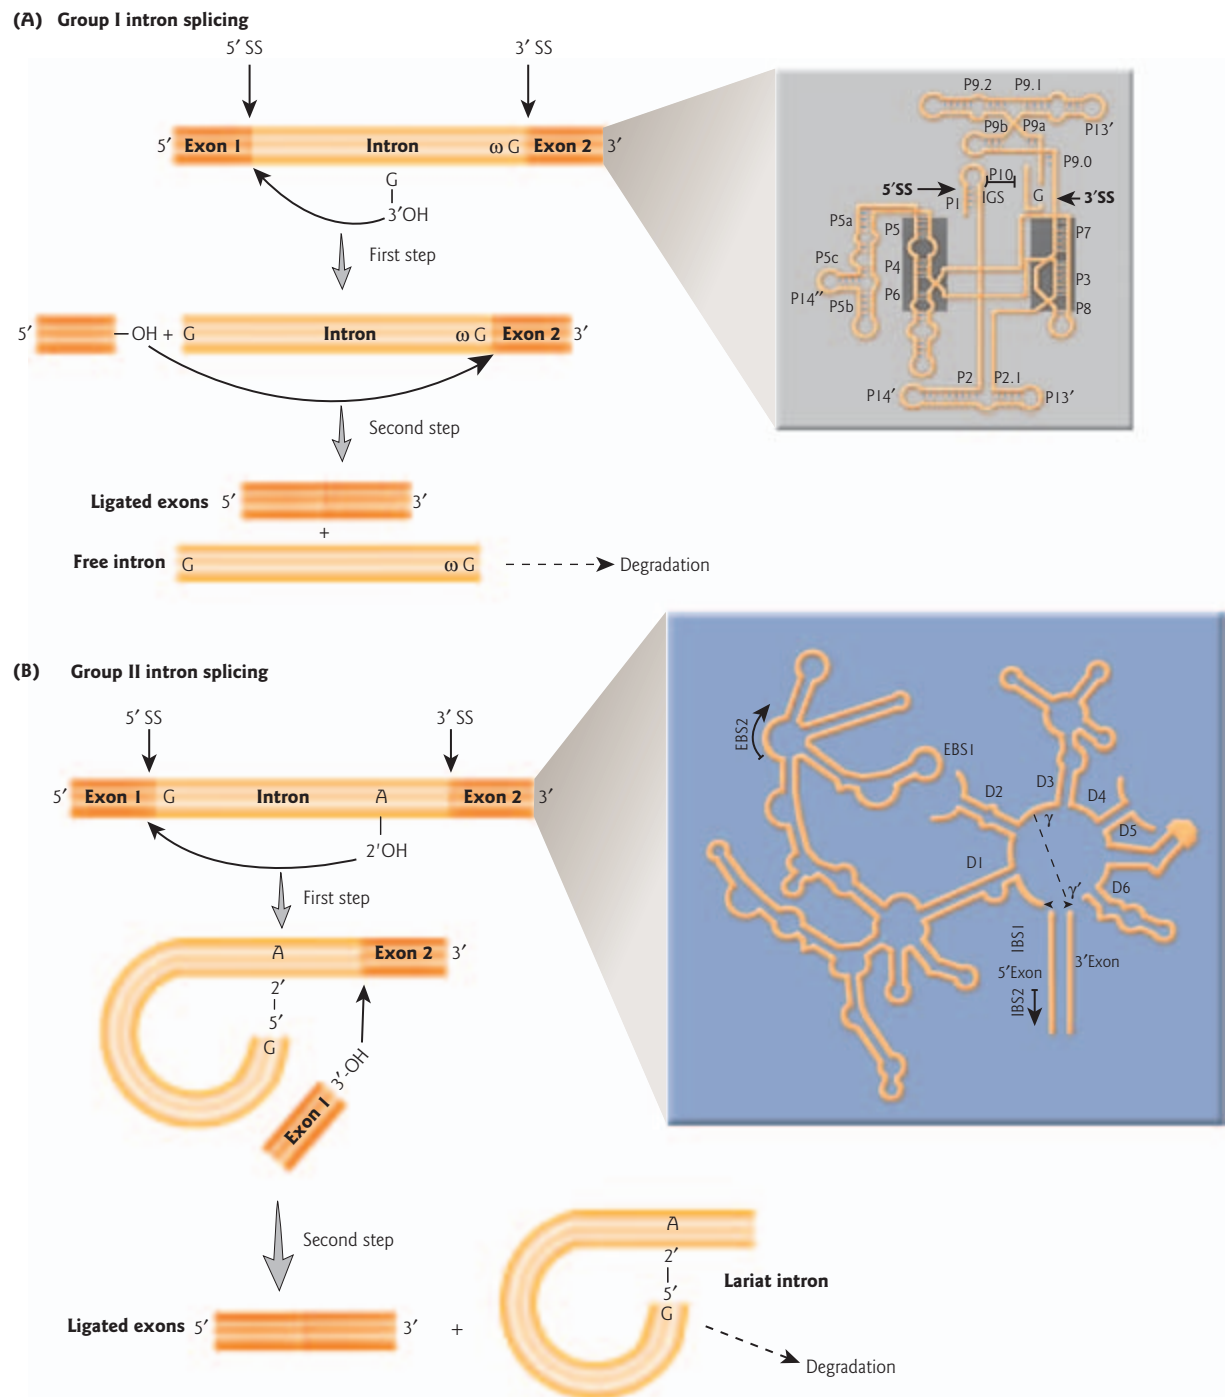 (A) Group I intron splicing
5′ SS 3′ SS
5′ Exon 1 Intron ω G Exon 2 3′
G
3′OH
First step
5′ OH + G Intron ω G Exon 2 3′
Second step
Ligated exons 5′ 3′
+
Free intron G ω G Degradation
P9.2 P9.1
P9b P9a P13′
P9.0
P10
5′SS P1 IGS G 3′SS
P5a P5 P7
P5c P4 P3
P14″ P5b P6 P8
P2 P2.1
P14′ P13′
(B) Group II intron splicing
5′ SS 3′ SS
5′ Exon 1 G Intron A Exon 2 3′
2′OH
First step
A Exon 2 3′
2′
5′
G
3′-OH
Exon 1
Second step
Ligated exons 5′ 3′ +
A
2′
5′
G
Lariat intron
Degradation
EBS2
EBS1
D2 D3 D4
γ D5
D1
γ′ D6
IBS1
5′Exon 3′Exon
IBS2